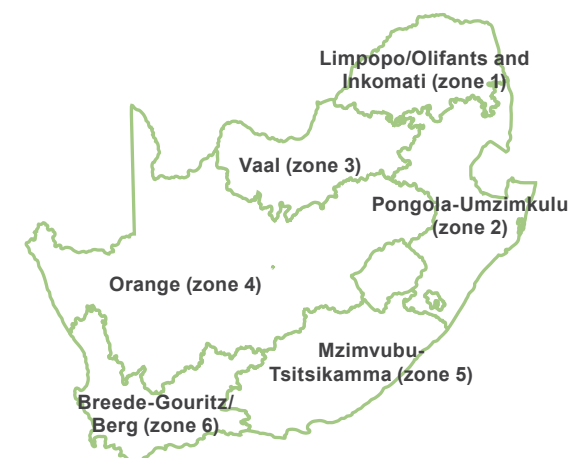 Limpopo/Olifants and
Inkomati (zone 1)
Vaal (zone 3)
Pongola-Umzimkulu
(zone 2)
Orange (zone 4)
Mzimvubu-
Tsitsikamma (zone 5)
Breede-Gouritz/
Berg (zone 6)